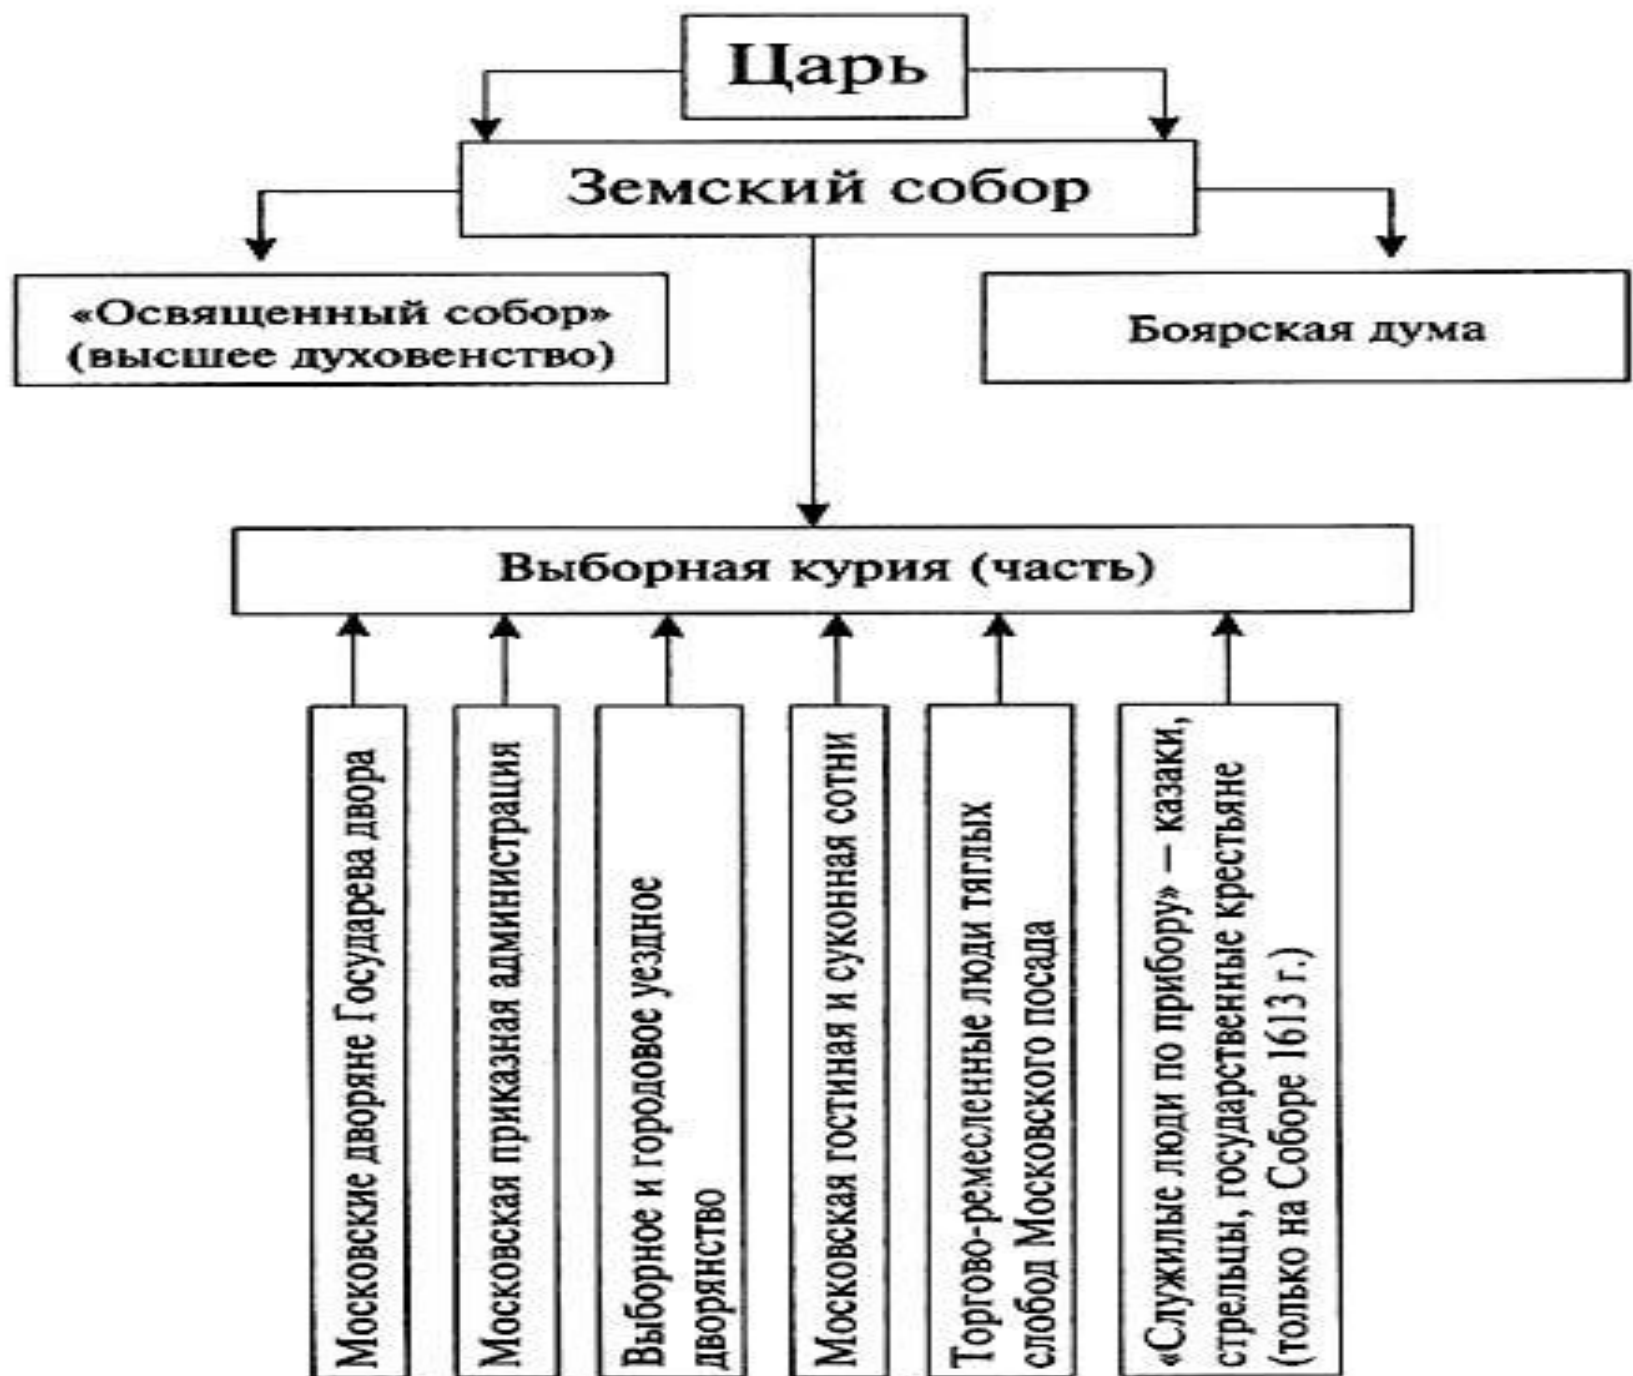 Царь
Земский собор
«Освященный собор»
(высшее духовенство)
Боярская дума
Выборная курия (часть)
Московские дворяне Государева двора
Московская приказная администрация
Выборное и городовое уездное
дворянство
Московская гостиная и суконная сотни
Торгово-ремесленные люди тяглых
слобод Московского посада
«Служилые люди по прибору» — казаки,
стрельцы, государственные крестьяне
(только на Соборе 1613 г.)